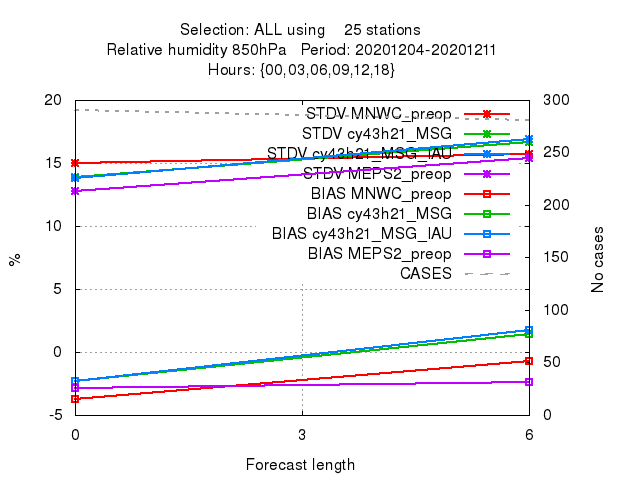 Selection: ALL using 25 stations
Relative humidity 850hPa Period: 20201204-20201211
Hours: {00,03,06,09,12,18}
20 300
STDV MNWC_preop
STDV cy43h21_MSG
STDV cy43h21_MSG_IAU 250
15
STDV MEPS2_preop
BIAS MNWC_preop 200
BIAS cy43h21_MSG
10
BIAS cy43h21_MSG_IAU
BIAS MEPS2_preop 150
% No cases
CASES
5
100
0
50
-5 0
0 3 6
Forecast length